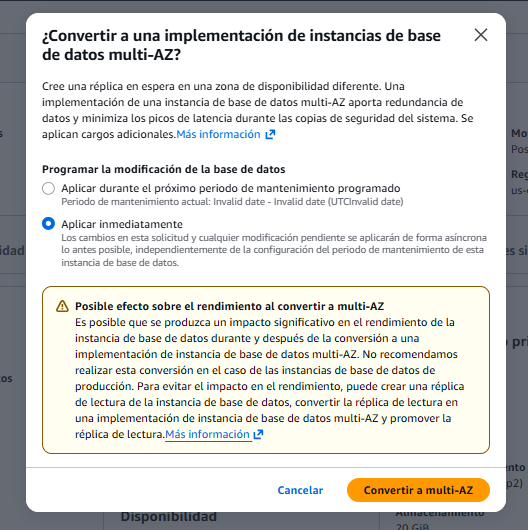 ¿Convertir a una implementación de instancias de base
de datos multi-AZ?
Cree una réplica en espera en una zona de disponibilidad diferente. Una
implementación de una instancia de base de datos multi-AZ aporta redundancia de
datos y minimiza los picos de latencia durante las copias de seguridad del sistema. Se
aplican cargos adicionales.Más información
Programar la modificación de la base de datos
Aplicar durante el próximo periodo de mantenimiento programado
Periodo de mantenimiento actual: Invalid date - Invalid date (UTCInvalid date)
Aplicar inmediatamente
Los cambios en esta solicitud y cualquier modificación pendiente se aplicarán de forma asíncrona
lo antes posible, independientemente de la configuración del periodo de mantenimiento de esta
instancia de base de datos.
Posible efecto sobre el rendimiento al convertir a multi-AZ
Es posible que se produzca un impacto significativo en el rendimiento de la
instancia de base de datos durante y después de la conversión a una
implementación de instancia de base de datos multi-AZ. No recomendamos
realizar esta conversión en el caso de las instancias de base de datos de
producción. Para evitar el impacto en el rendimiento, puede crear una réplica
de lectura de la instancia de base de datos, convertir la réplica de lectura en
una implementación de instancia de base de datos multi-AZ y promover la
réplica de lectura.Más información
Cancelar
Convertir a multi-AZ
Disponibilidad
Almacenamiento
20 GiB